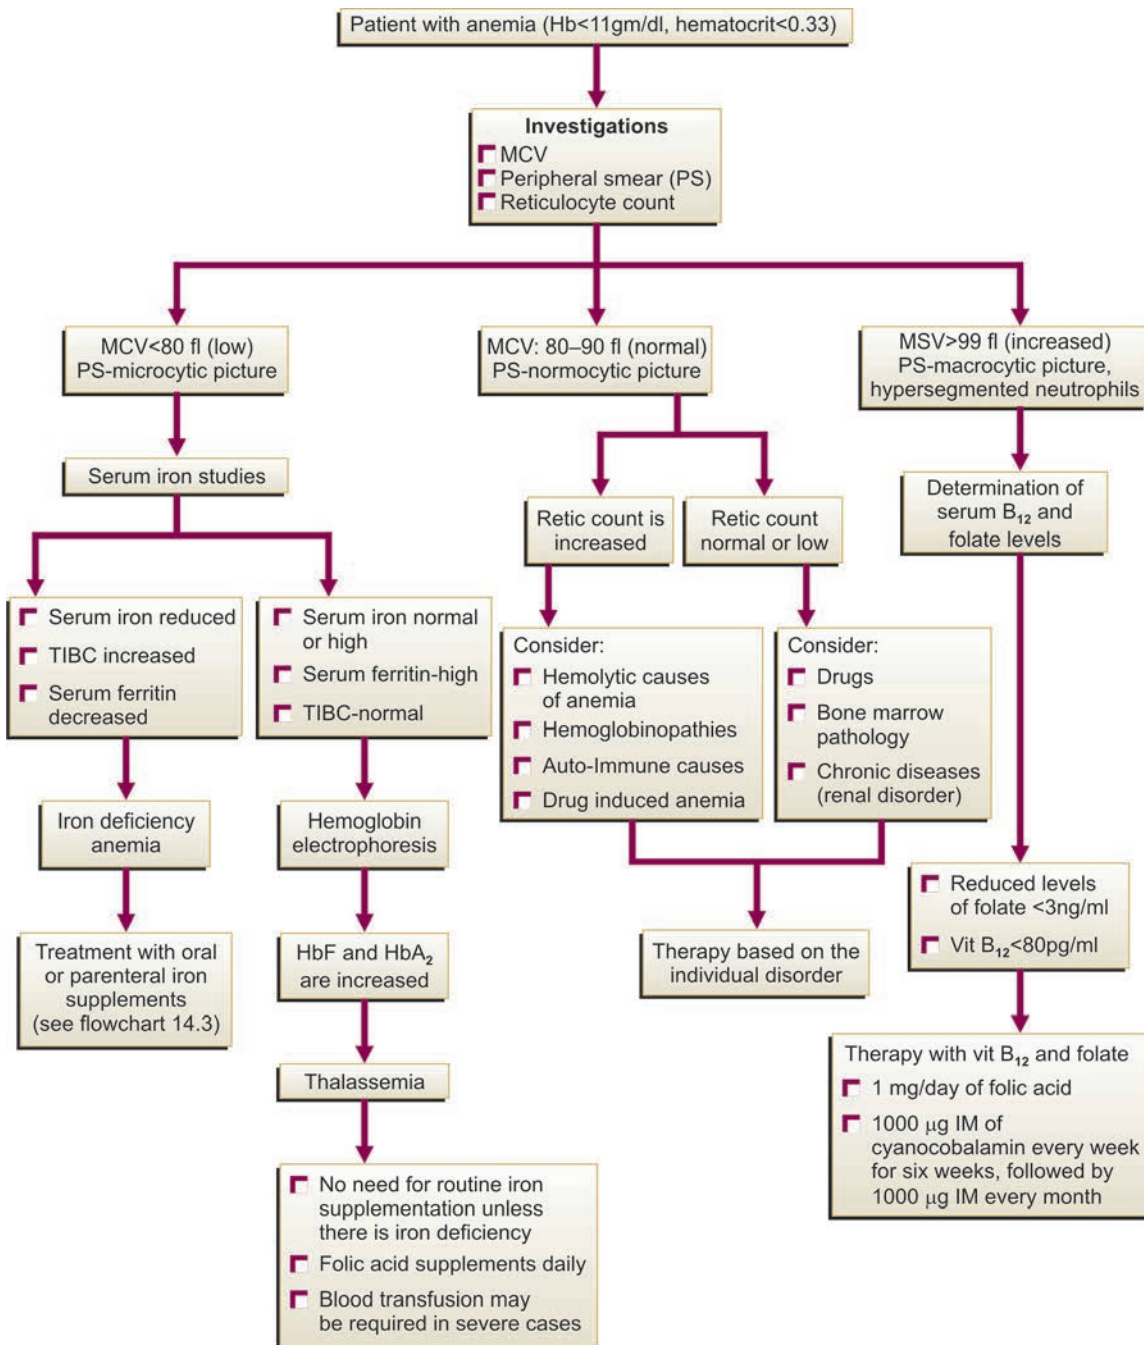 Patient with anemia (Hb<11gm/dl, hematocrit<0.33)
Investigations
MCV
Peripheral smear (PS)
Reticulocyte count
MCV<80 fl (low)
PS-microcytic picture
MCV: 80–90 fl (normal)
PS-normocytic picture
MSV>99 fl (increased)
PS-macrocytic picture,
hypersegmented neutrophils
Serum iron studies
Retic count is
increased
Retic count
normal or low
Determination of
serum B₁₂ and
folate levels
Serum iron reduced
TIBC increased
Serum ferritin
decreased
Serum iron normal
or high
Serum ferritin-high
TIBC-normal
Consider:
Hemolytic causes
of anemia
Hemoglobinopathies
Auto-Immune causes
Drug induced anemia
Consider:
Drugs
Bone marrow
pathology
Chronic diseases
(renal disorder)
Iron deficiency
anemia
Hemoglobin
electrophoresis
Reduced levels
of folate <3ng/ml
Vit B₁₂<80pg/ml
Treatment with oral
or parenteral iron
supplements
(see flowchart 14.3)
HbF and HbA₂
are increased
Therapy based on the
individual disorder
Thalassemia
Therapy with vit B₁₂ and folate
1 mg/day of folic acid
1000 μg IM of
cyanocobalamin every week
for six weeks, followed by
1000 μg IM every month
No need for routine iron
supplementation unless
there is iron deficiency
Folic acid supplements daily
Blood transfusion may
be required in severe cases